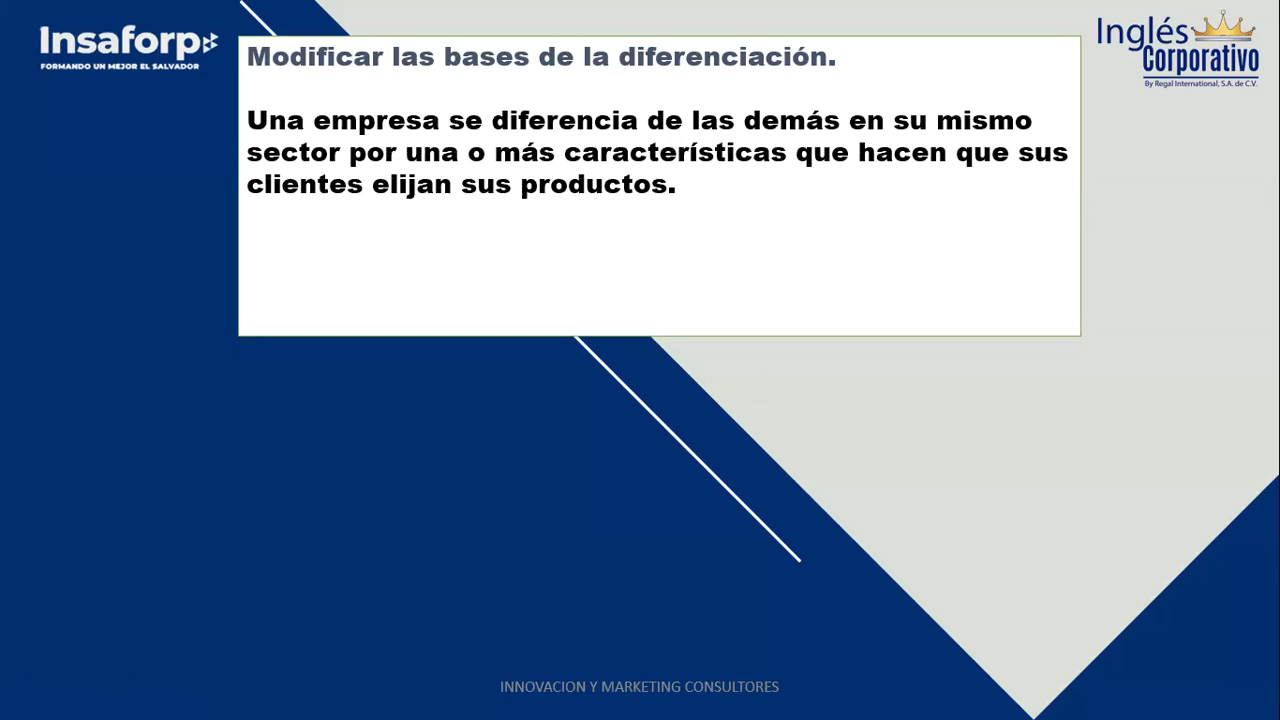 Insaforp
FORMANDO UN MEJOR EL SALVADOR
Inglés
Corporativo
By Regal International, S.A. de C.V.
Modificar las bases de la diferenciación.
Una empresa se diferencia de las demás en su mismo
sector por una o más características que hacen que sus
clientes elijan sus productos.
INNOVACION Y MARKETING CONSULTORES